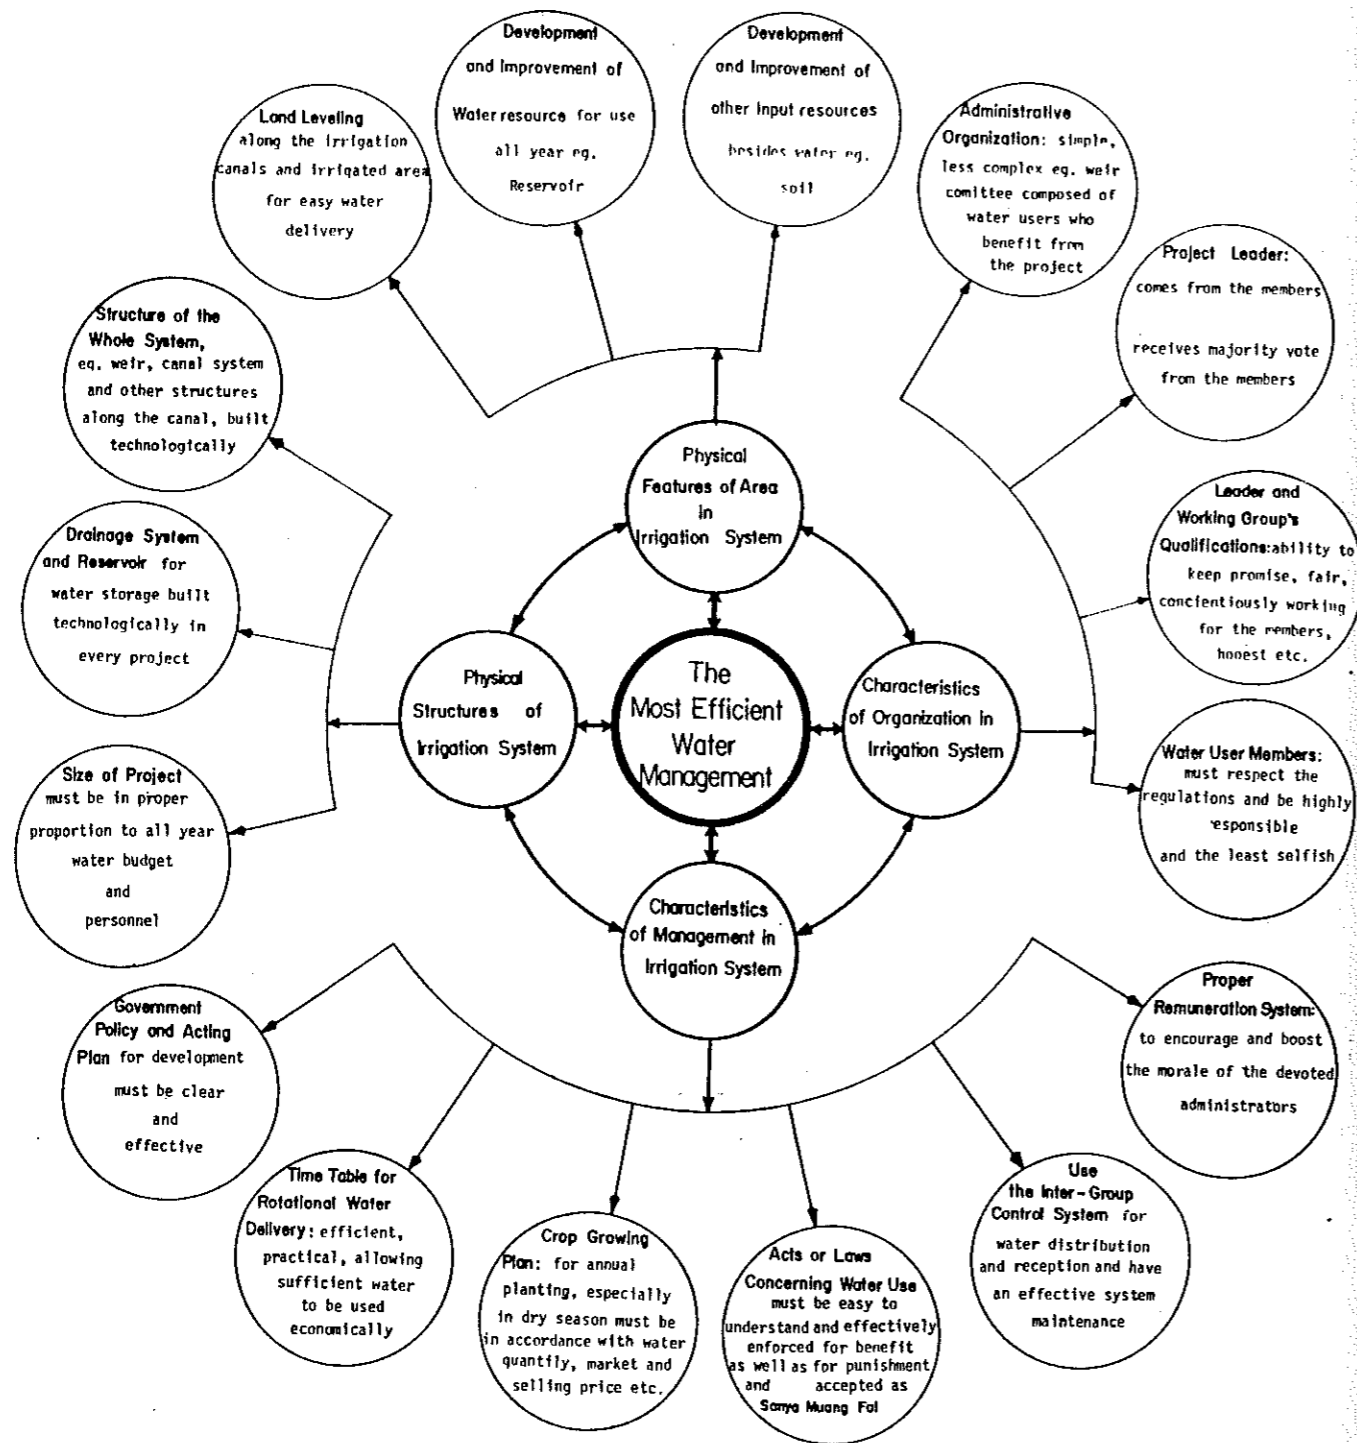 Development
and Improvement of
Water resource for use
all year eg.
Reservoir
Development
and Improvement of
other Input resources
besides water eg.
soil
Land Leveling
along the irrigation
canals and irrigated area
for easy water
delivery
Administrative
Organization: simple,
less complex eg. weir
comittee composed of
water users who
benefit from
the project
Project Leader:
comes from the members
receives majority vote
from the members
Structure of the
Whole System,
eg. weir, canal system
and other structures
along the canal, built
technologically
Physical
Features of Area
in
Irrigation System
Leader and
Working Group's
Qualifications:ability to
keep promise, fair,
concientiously working
for the members,
honest etc.
Drainage System
and Reservoir for
water storage built
technologically in
every project
Physical
Structures of
Irrigation System
The
Most Efficient
Water
Management
Characteristics
of Organization in
Irrigation System
Water User Members:
must respect the
regulations and be highly
responsible
and the least selfish
Size of Project
must be in proper
proportion to all year
water budget
and
personnel
Characteristics
of Management in
Irrigation System
Government
Policy and Acting
Plan for development
must be clear
and
effective
Proper
Remuneration System:
to encourage and boost
the morale of the devoted
administrators
Time Table for
Rotational Water
Delivery: efficient,
practical, allowing
sufficient water
to be used
economically
Crop Growing
Plan: for annual
planting, especially
in dry season must be
in accordance with water
quantily, market and
selling price etc.
Acts or Laws
Concerning Water Use
must be easy to
understand and effectively
enforced for benefit
as well as for punishment
and accepted as
Sanya Muang Fai
Use
the Inter-Group
Control System for
water distribution
and reception and have
an effective system
maintenance